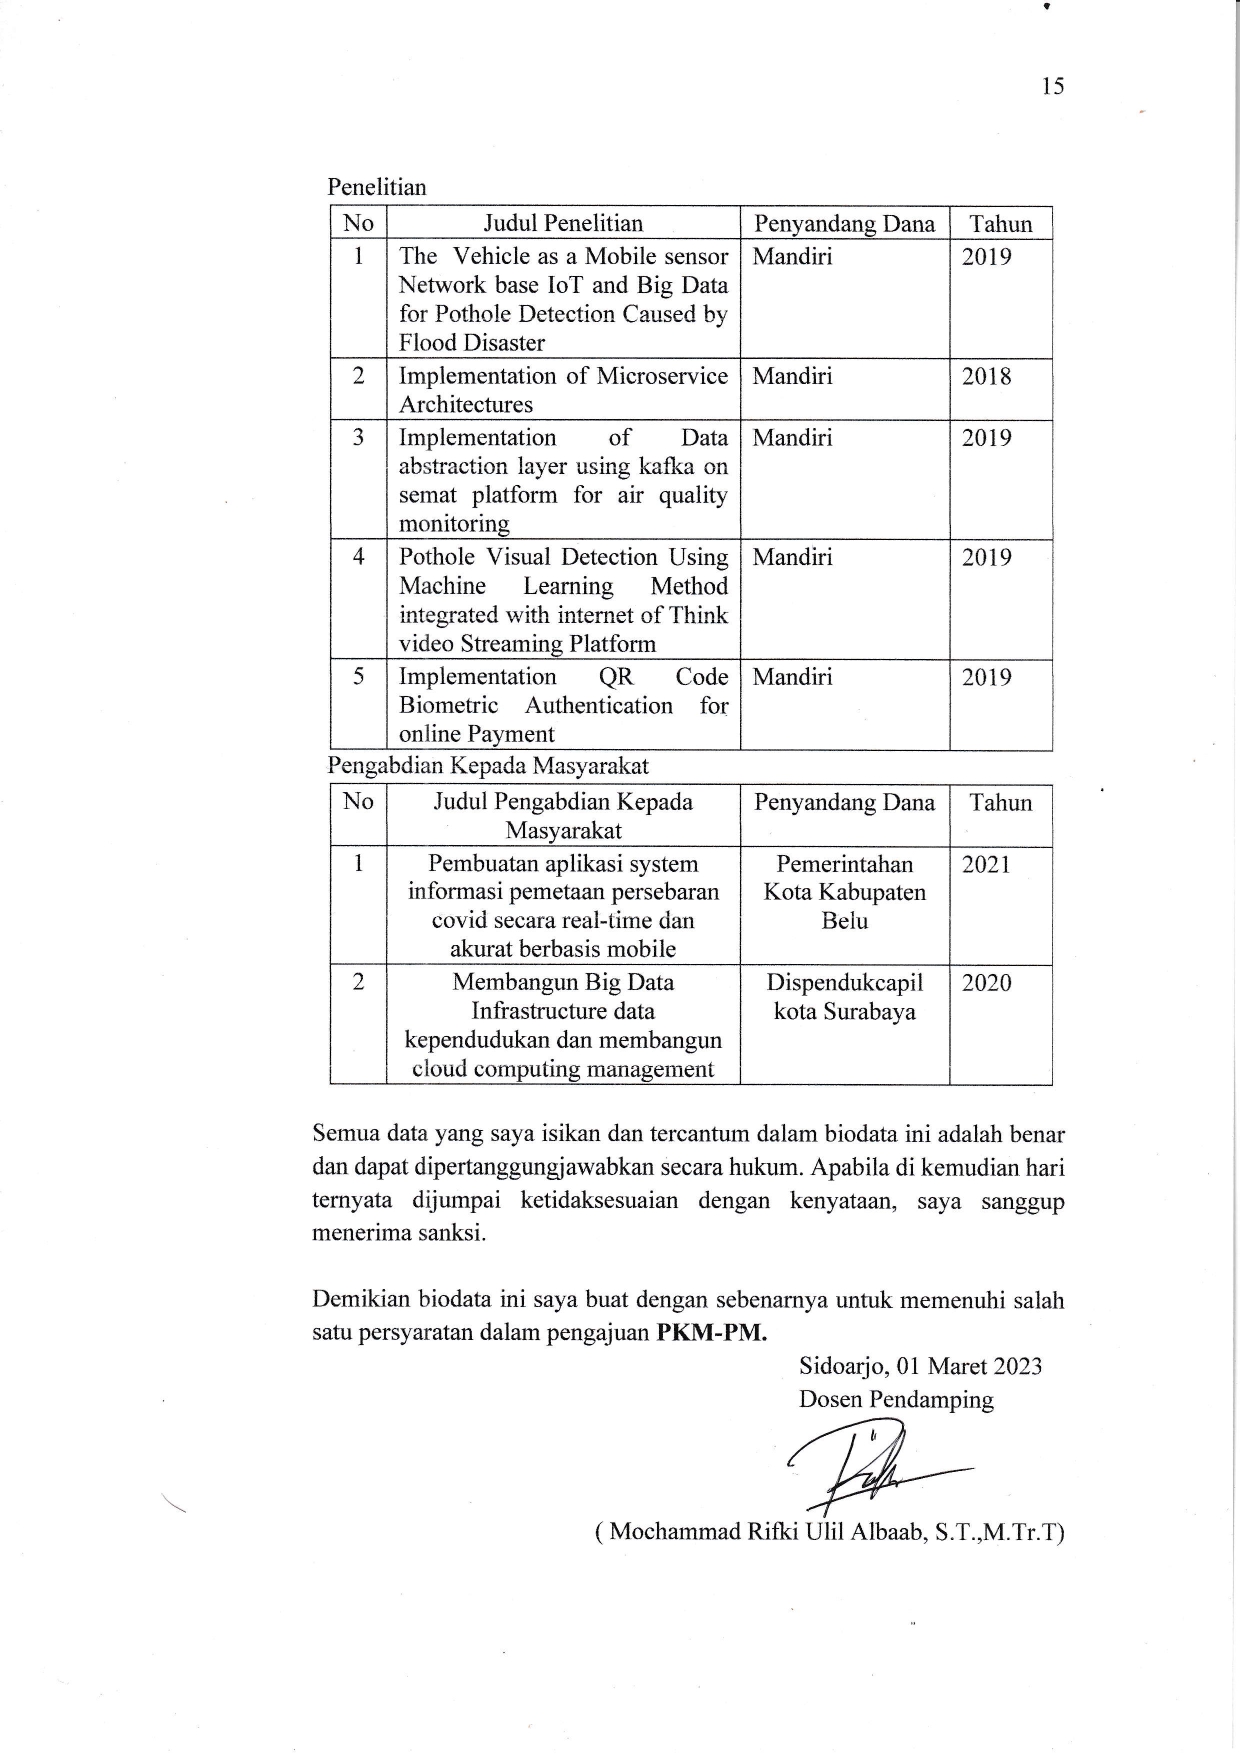 15
Penelitian
No Judul Penelitian Penyandang Dana Tahun
1 The Vehicle as a Mobile sensor Mandiri 2019
Network base IoT and Big Data
for Pothole Detection Caused by
Flood Disaster
2 Implementation of Microservice Mandiri 2018
Architectures
3 Implementation of Data Mandiri 2019
abstraction layer using kafka on
semat platform for air quality
monitoring
4 Pothole Visual Detection Using Mandiri 2019
Machine Learning Method
integrated with internet of Think
video Streaming Platform
5 Implementation QR Code Mandiri 2019
Biometric Authentication for
online Payment
Pengabdian Kepada Masyarakat
No Judul Pengabdian Kepada Penyandang Dana Tahun
Masyarakat
1 Pembuatan aplikasi system Pemerintahan 2021
informasi pemetaan persebaran Kota Kabupaten
covid secara real-time dan Belu
akurat berbasis mobile
2 Membangun Big Data Dispendukcapil 2020
Infrastructure data kota Surabaya
kependudukan dan membangun
cloud computing management
Semua data yang saya isikan dan tercantum dalam biodata ini adalah benar
dan dapat dipertanggungjawabkan secara hukum. Apabila di kemudian hari
ternyata dijumpai ketidaksesuaian dengan kenyataan, saya sanggup
menerima sanksi.
Demikian biodata ini saya buat dengan sebenarnya untuk memenuhi salah
satu persyaratan dalam pengajuan PKM-PM.
Sidoarjo, 01 Maret 2023
Dosen Pendamping
( Mochammad Rifki Ulil Albaab, S.T.,M.Tr.T)